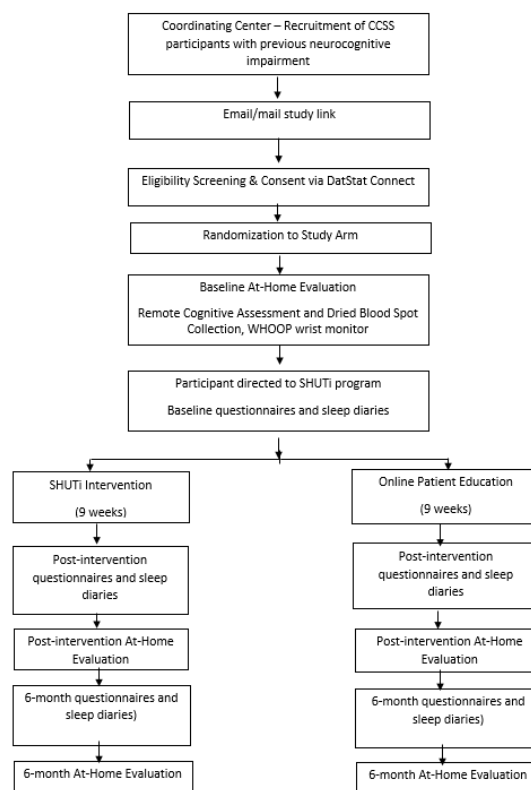 Coordinating Center – Recruitment of CCSS
participants with previous neurocognitive
impairment
Email/mail study link
Eligibility Screening & Consent via DatStat Connect
Randomization to Study Arm
Baseline At-Home Evaluation
Remote Cognitive Assessment and Dried Blood Spot
Collection, WHOOP wrist monitor
Participant directed to SHUTi program
Baseline questionnaires and sleep diaries
SHUTi Intervention
(9 weeks)
Post-intervention
questionnaires and sleep
diaries
Post-intervention At-Home
Evaluation
6-month questionnaires and
sleep diaries)
6-month At-Home Evaluation
Online Patient Education
(9 weeks)
Post-intervention
questionnaires and sleep
diaries
Post-intervention At-Home
Evaluation
6-month questionnaires and
sleep diaries)
6-month At-Home Evaluation